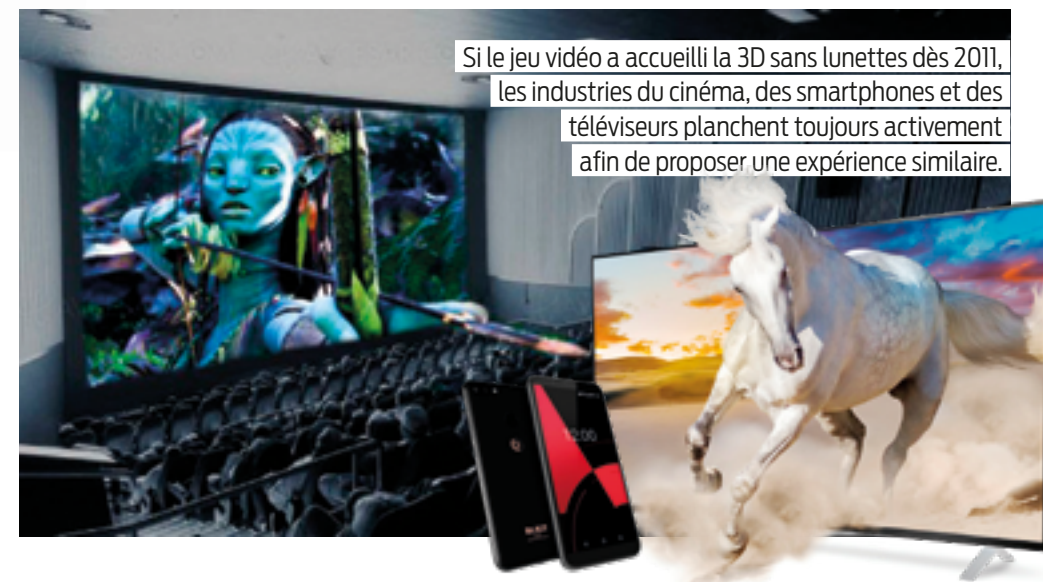 Si le jeu vidéo a accueilli la 3D sans lunettes dès 2011,
les industries du cinéma, des smartphones et des
téléviseurs planchent toujours activement
afin de proposer une expérience similaire.
12:00